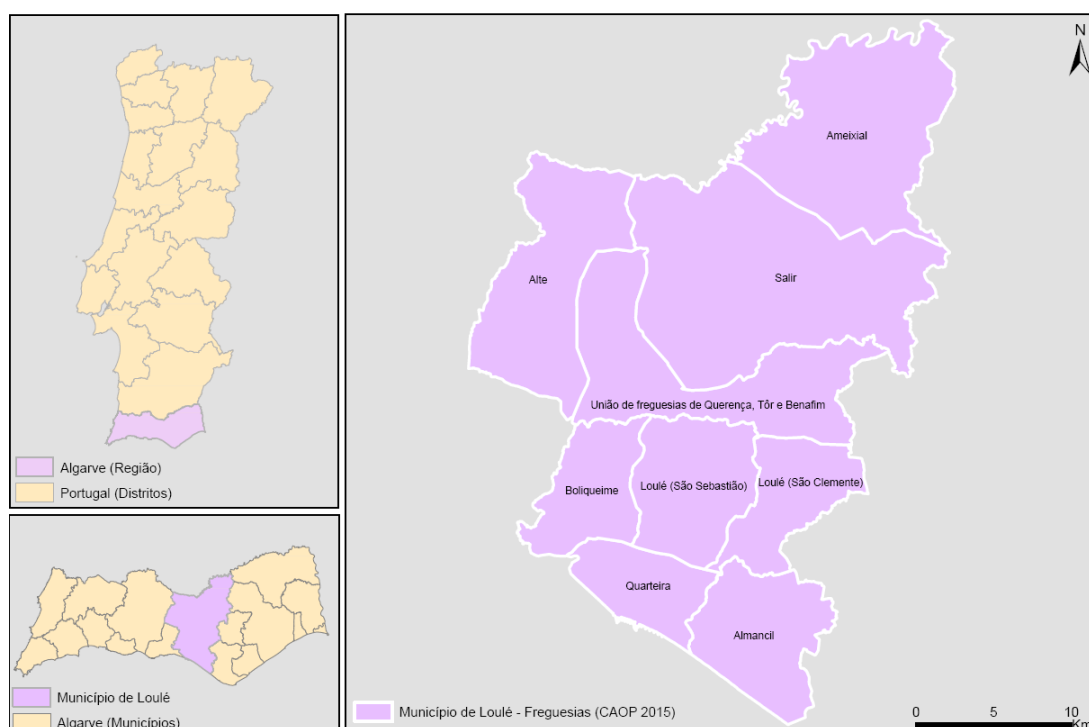 Algarve (Região)
Portugal (Distritos)
Município de Loulé
Algarve (Municípios)
N
Ameixial
Salir
Alte
União de freguesias de Querença, Tôr e Benafim
Boliqueime
Loulé (São Sebastião)
Loulé (São Clemente)
Quarteira
Almancil
Município de Loulé - Freguesias (CAOP 2015)
0 5 10
Km